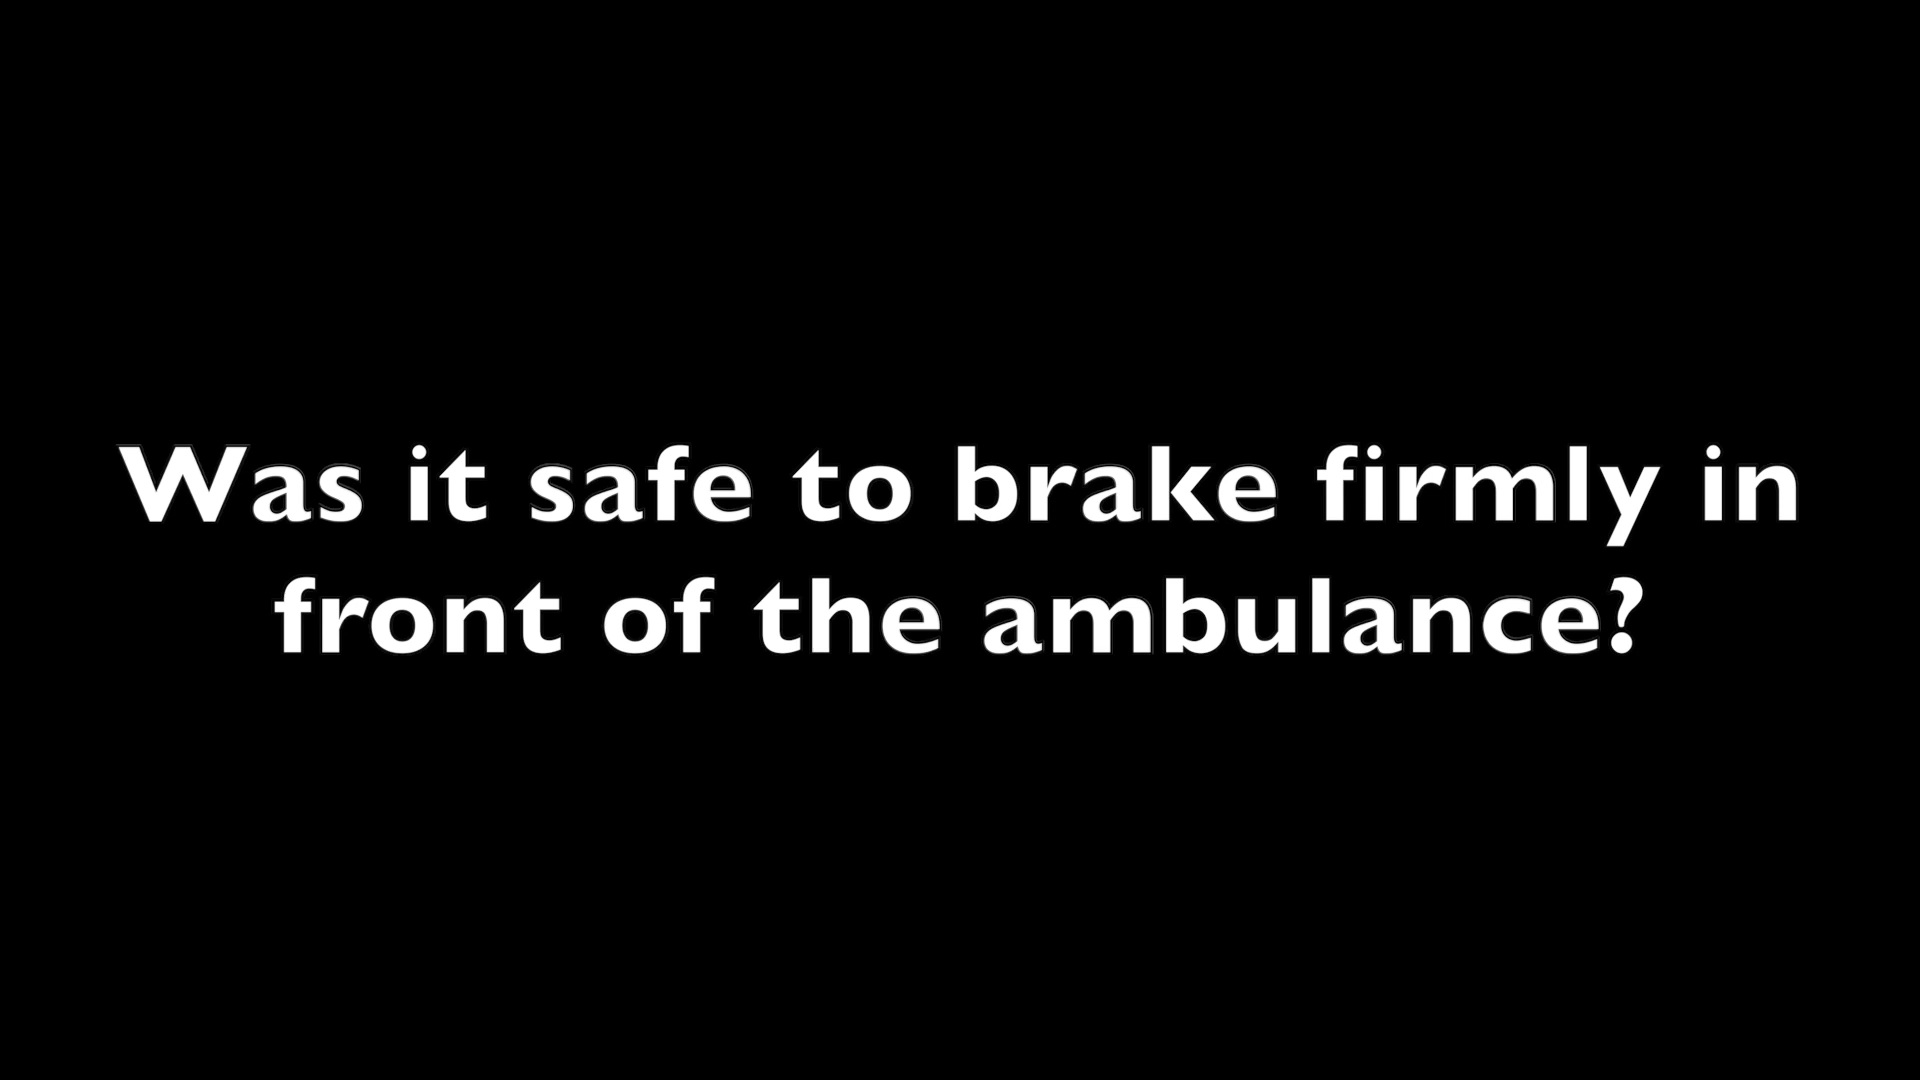 Was it safe to brake firmly in
front of the ambulance?